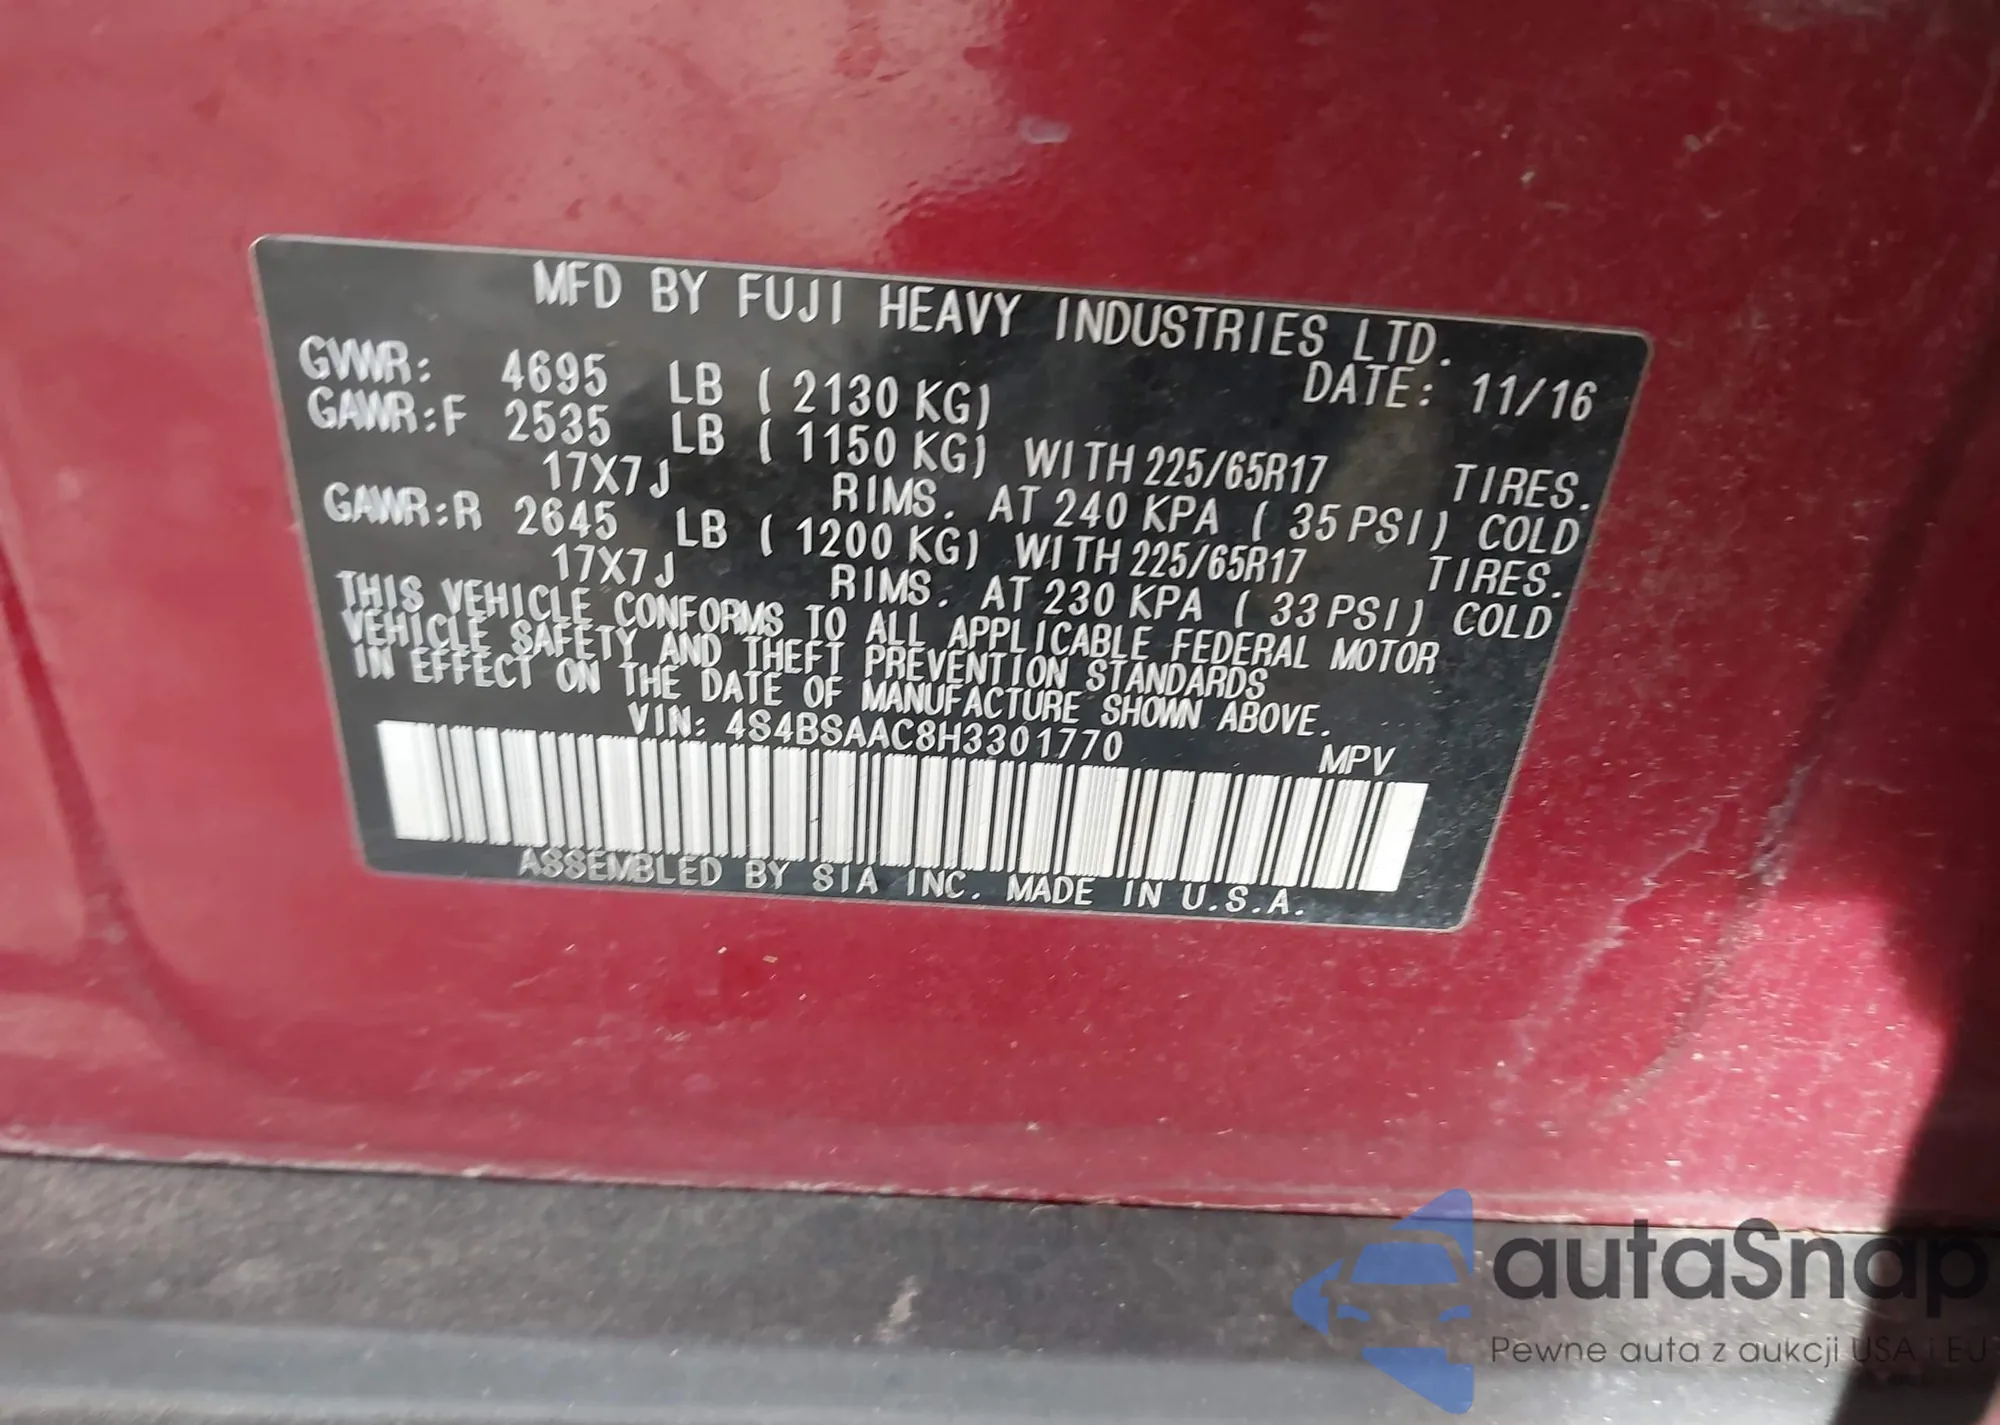 MFD BY FUJI HEAVY INDUSTRIES LTD.
DATE: 11/16
GVWR: 4695 LB ( 2130 KG)
GAWR:F 2535 LB ( 1150 KG) WITH 225/65R17 TIRES.
17X7J RIMS. AT 240 KPA ( 35 PSI) COLD
GAWR:R 2645 LB ( 1200 KG) WITH 225/65R17 TIRES.
17X7J RIMS. AT 230 KPA ( 33 PSI) COLD
THIS VEHICLE CONFORMS TO ALL APPLICABLE FEDERAL MOTOR
VEHICLE SAFETY AND THEFT PREVENTION STANDARDS
IN EFFECT ON THE DATE OF MANUFACTURE SHOWN ABOVE.
VIN: 4S4BSAAC8H3301770 MPV
ASSEMBLED BY SIA INC. MADE IN U.S.A.
autaSnap
Pewne auta z aukcji USA i EU